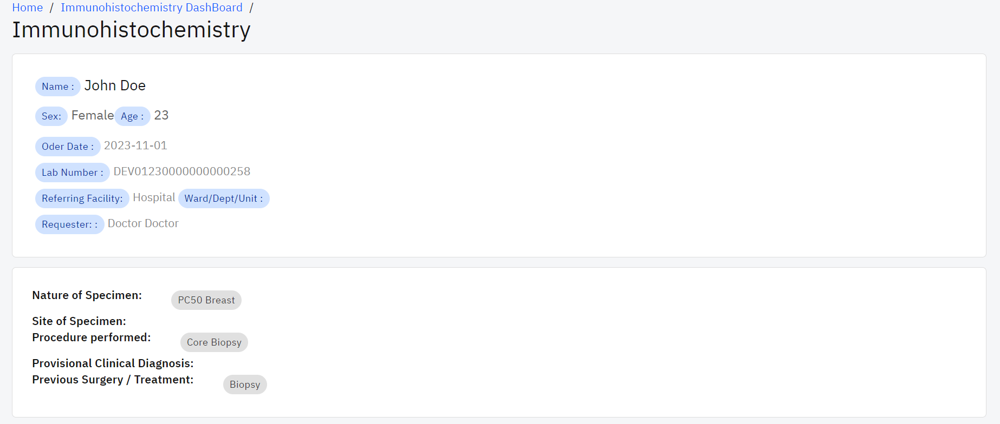 Home / Immunohistochemistry DashBoard /
Immunohistochemistry
Name : John Doe
Sex: Female Age : 23
Oder Date : 2023-11-01
Lab Number : DEV01230000000000258
Referring Facility: Hospital Ward/Dept/Unit :
Requester: : Doctor Doctor
Nature of Specimen: PC50 Breast
Site of Specimen:
Procedure performed: Core Biopsy
Provisional Clinical Diagnosis:
Previous Surgery / Treatment: Biopsy